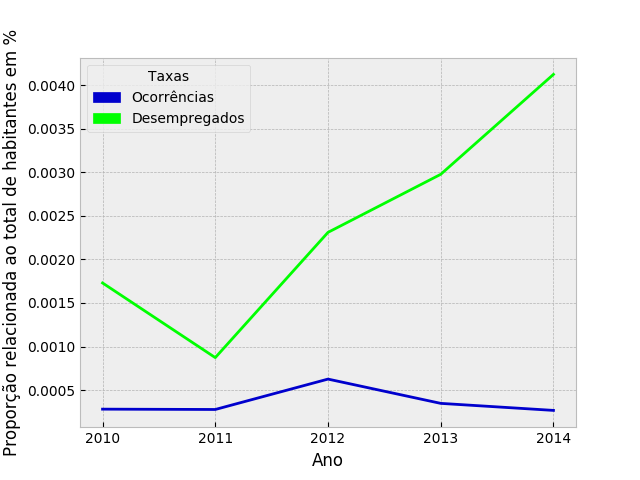 Proporção relacionada ao total de habitantes em %
0.0040
0.0035
0.0030
0.0025
0.0020
0.0015
0.0010
0.0005
Taxas
Ocorrências
Desempregados
2010 2011 2012 2013 2014
Ano